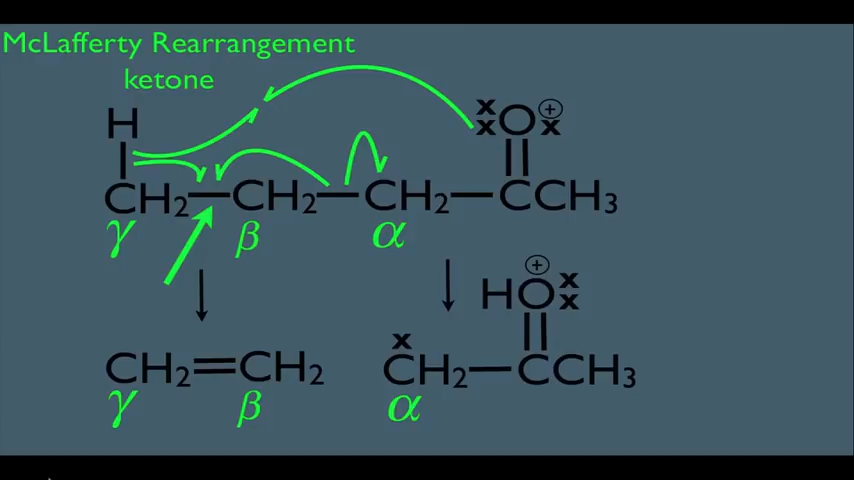 McLafferty Rearrangement
ketone
H
x
x O ⊕
x
CH₂—CH₂—CH₂—CCH₃
γ β α
⊕
HO x
x
x
CH₂=CH₂ CH₂—CCH₃
γ β α